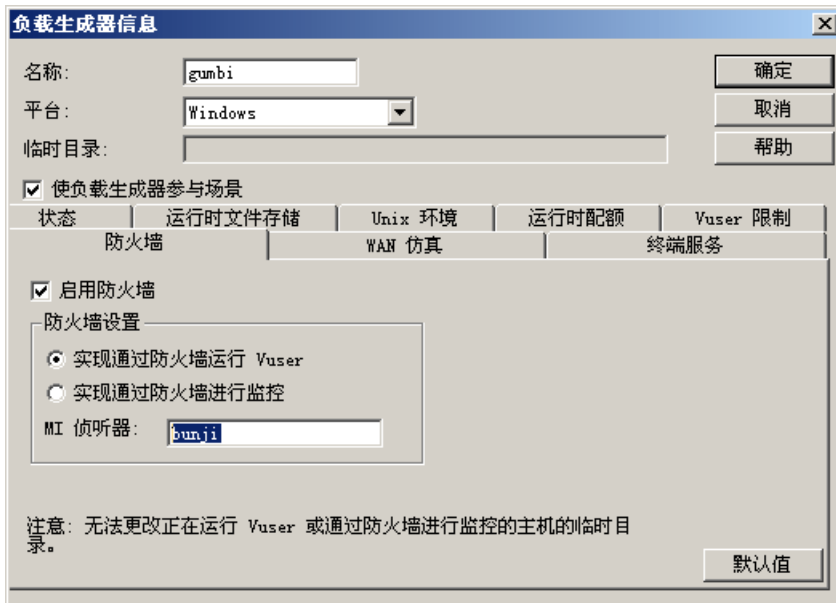 负载生成器信息
名称: gumbi
确定
平台: Windows
取消
临时目录:
帮助
使负载生成器参与场景
状态 运行时文件存储 Unix 环境 运行时配额 Vuser 限制
防火墙 WAN 仿真 终端服务
启用防火墙
防火墙设置
实现通过防火墙运行 Vuser
实现通过防火墙进行监控
MI 侦听器: bunji
注意: 无法更改正在运行 Vuser 或通过防火墙进行监控的主机的临时目
录。
默认值